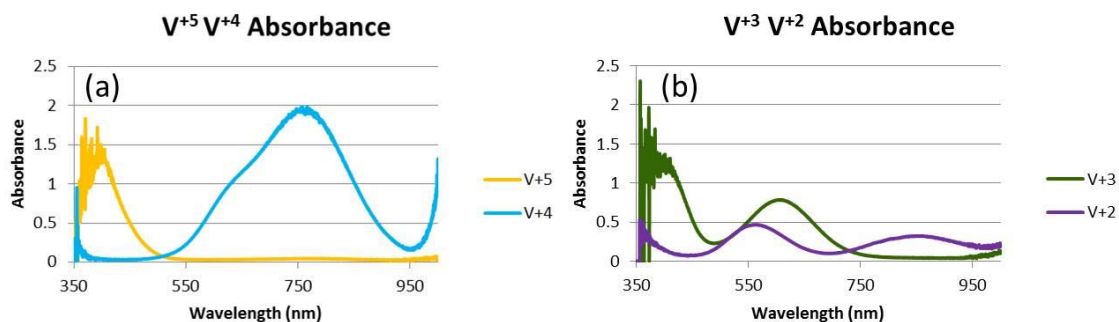 V+5 V+4 Absorbance
(a)
2.5
2
1.5
1
0.5
0
Absorbance
350
550
750
950
Wavelength (nm)
V+5
V+4
V+3 V+2 Absorbance
(b)
2.5
2
1.5
1
0.5
0
Absorbance
350
550
750
950
Wavelength (nm)
V+3
V+2